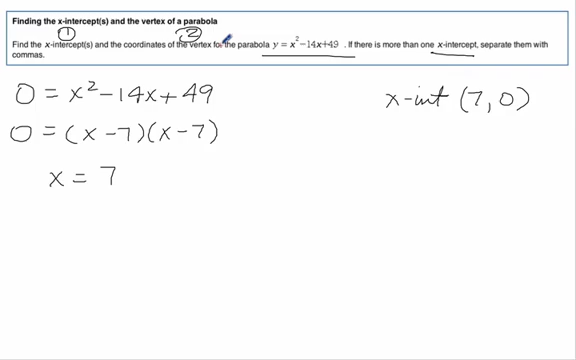 Finding the x-intercept(s) and the vertex of a parabola
① ②
Find the x-intercept(s) and the coordinates of the vertex for the parabola y = x² −14x+49 . If there is more than one x-intercept, separate them with
commas.
0 = x² − 14x + 49
x-int (7, 0)
0 = (x − 7)(x − 7)
x = 7